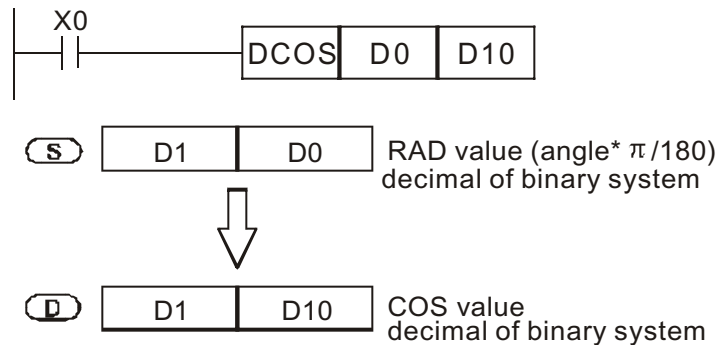 X0
DCOS D0 D10
S D1 D0 RAD value (angle* π/180)
decimal of binary system
D D1 D10 COS value
decimal of binary system